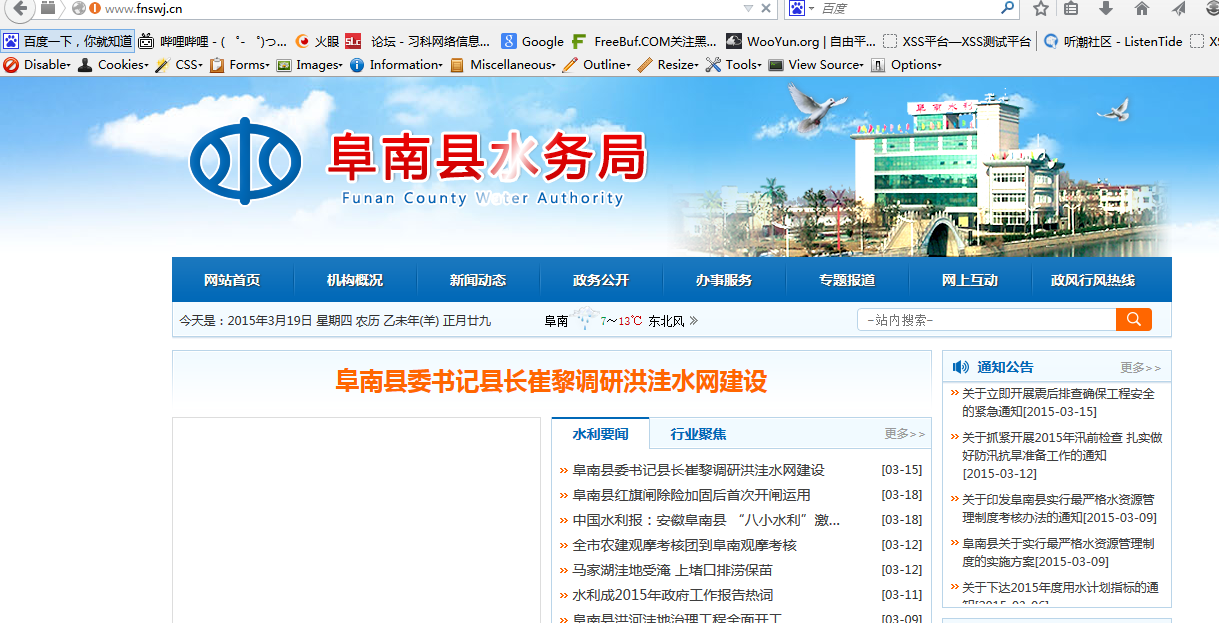 www.fnswj.cn
百度
百度一下，你就知道 哔哩哔哩 - ( ゜- ゜)つ... 火眼 SLC 论坛 - 习科网络信息... Google FreeBuf.COM关注黑... WooYun.org | 自由平... XSS平台—XSS测试平台 听潮社区 - ListenTide
Disable Cookies CSS Forms Images Information Miscellaneous Outline Resize Tools View Source Options
阜南水利
阜南县水务局
Funan County Water Authority
网站首页 机构概况 新闻动态 政务公开 办事服务 专题报道 网上互动 政风行风热线
今天是：2015年3月19日 星期四 农历 乙未年(羊) 正月廿九 阜南 7～13℃ 东北风 »
-站内搜索-
阜南县委书记县长崔黎调研洪洼水网建设
水利要闻 行业聚焦 更多>>
阜南县委书记县长崔黎调研洪洼水网建设 [03-15]
阜南县红旗闸除险加固后首次开闸运用 [03-18]
中国水利报：安徽阜南县 “八小水利”激... [03-18]
全市农建观摩考核团到阜南观摩考核 [03-12]
马家湖洼地受淹 上堵口排涝保苗 [03-12]
水利成2015年政府工作报告热词 [03-11]
阜南县洪河洼地治理工程全面开工 [03-09]
通知公告 更多>>
关于立即开展震后排查确保工程安全
的紧急通知[2015-03-15]
关于抓紧开展2015年汛前检查 扎实做
好防汛抗旱准备工作的通知
[2015-03-12]
关于印发阜南县实行最严格水资源管
理制度考核办法的通知[2015-03-09]
阜南县关于实行最严格水资源管理制
度的实施方案[2015-03-09]
关于下达2015年度用水计划指标的通